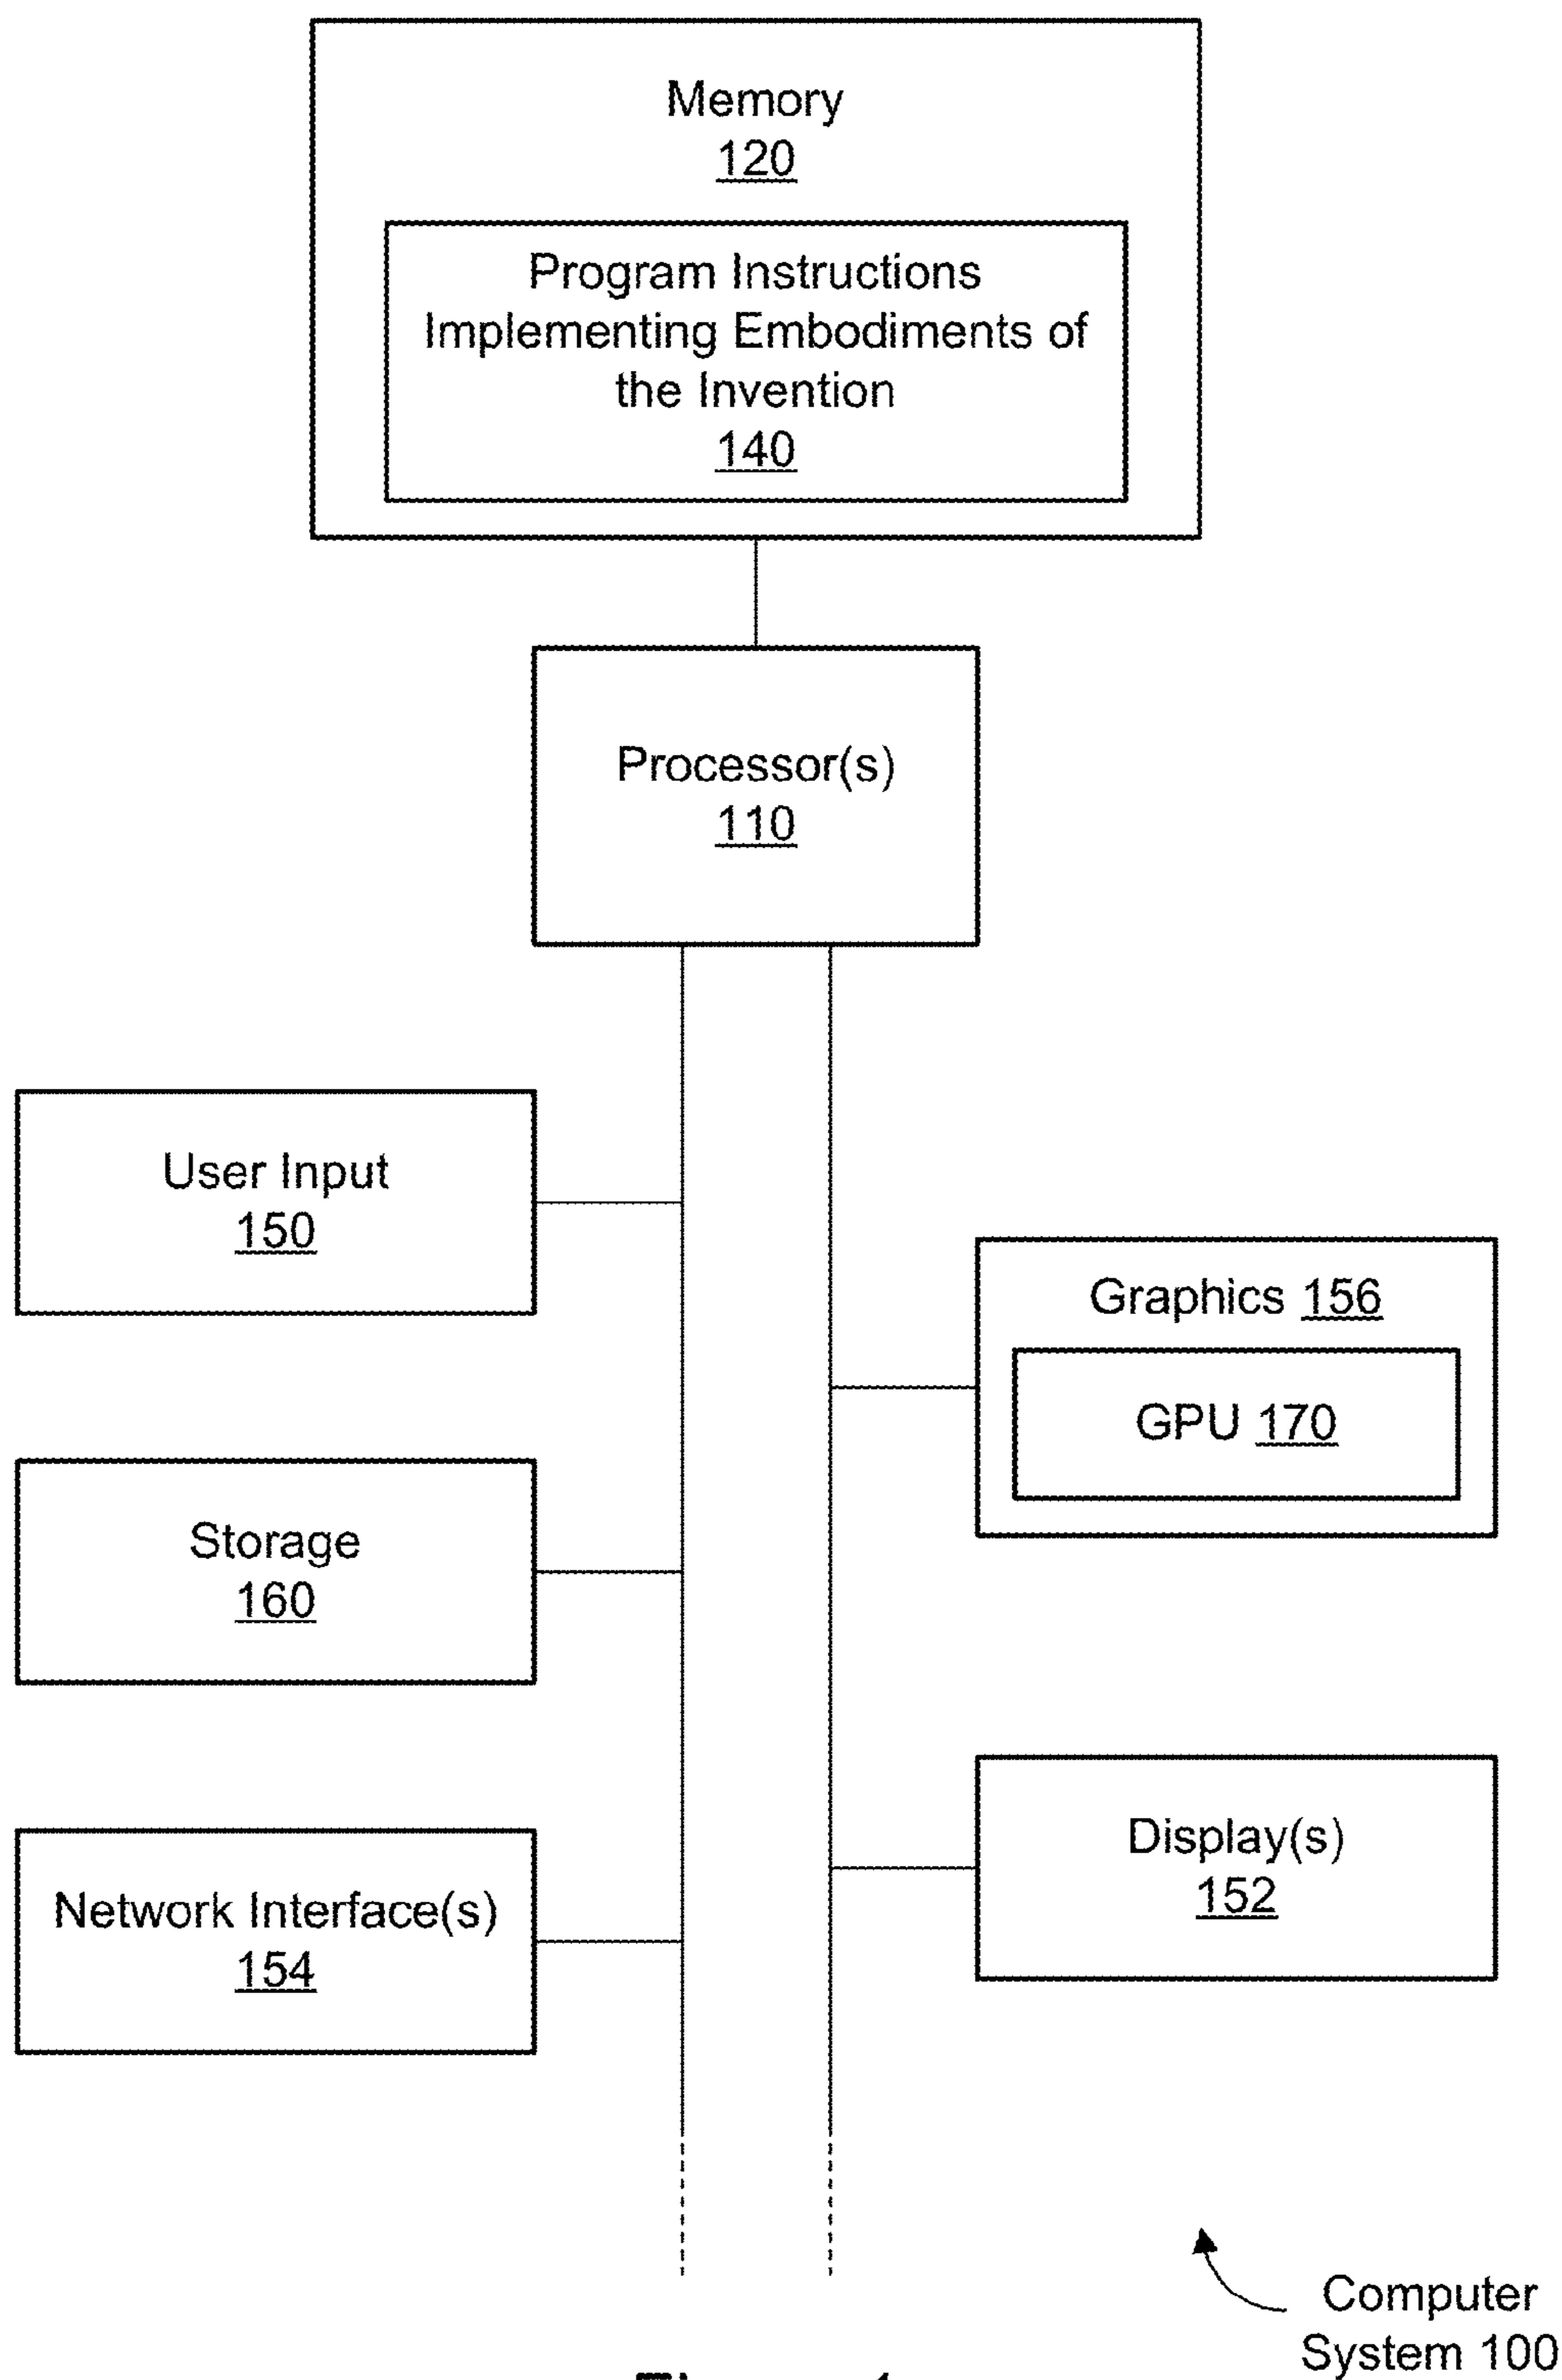 Memory
120
Program Instructions
Implementing Embodiments of
the Invention
140
Processor(s)
110
User Input
150
Graphics 156
GPU 170
Storage
160
Display(s)
152
Network Interface(s)
154
Computer
System 100